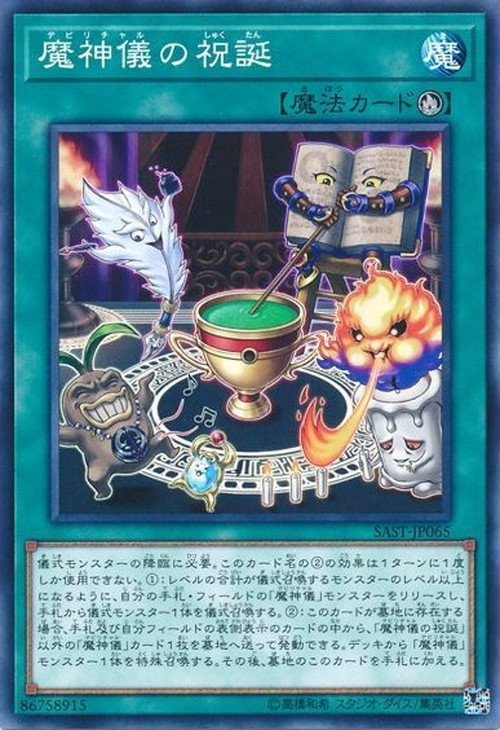 魔神儀の祝誕
魔
【魔法カード】
SAST-JP065
儀式モンスターの降臨に必要。このカード名の②の効果は1ターンに1度
しか使用できない。①：レベルの合計が儀式召喚するモンスターのレベル以上
になるように、自分の手札・フィールドの「魔神儀」モンスターをリリースし、
手札から儀式モンスター1体を儀式召喚する。②：このカードが墓地に存在する
場合、手札及び自分フィールドの表側表示のカードの中から、「魔神儀の祝誕」
以外の「魔神儀」カード1枚を墓地へ送って発動できる。デッキから「魔神儀」
モンスター1体を特殊召喚する。その後、墓地のこのカードを手札に加える。
86758915
©高橋和希 スタジオ・ダイス/集英社